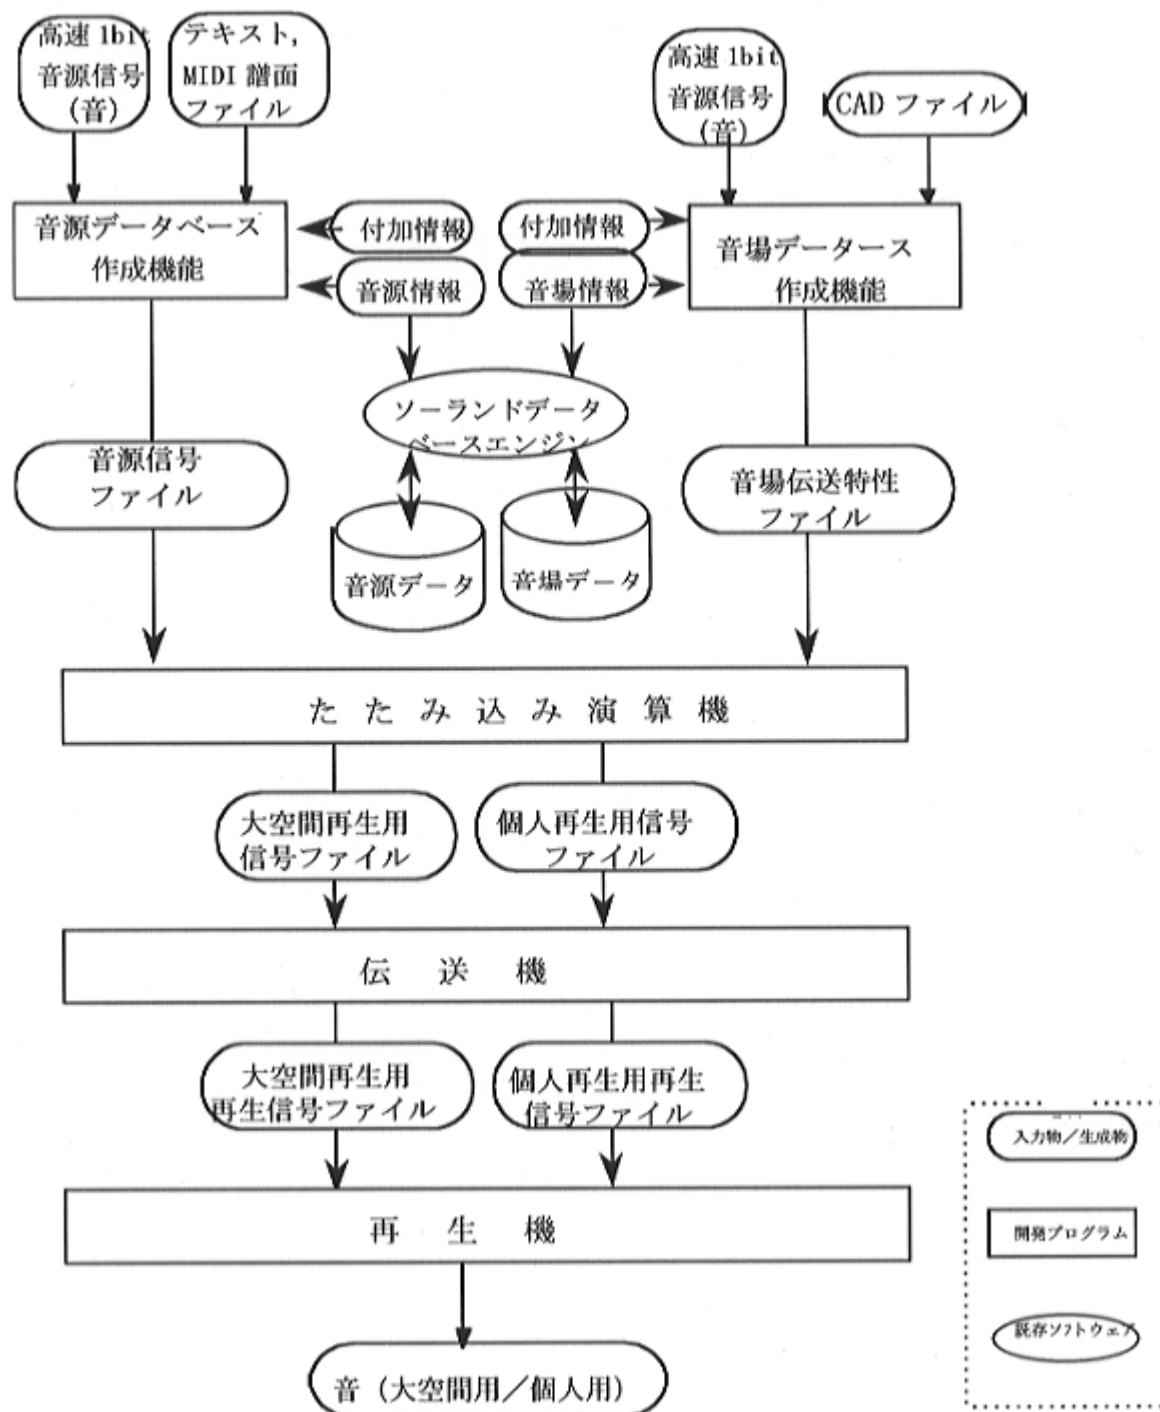 高速 1bit
音源信号
(音)
テキスト,
MIDI 譜面
ファイル
高速 1bit
音源信号
(音)
CAD ファイル
音源データベース
作成機能
付加情報
音源情報
付加情報
音場情報
音場データース
作成機能
ソーランドデータ
ベースエンジン
音源信号
ファイル
音場伝送特性
ファイル
音源データ
音場データ
たたみ込み演算機
大空間再生用
信号ファイル
個人再生用信号
ファイル
伝送機
大空間再生用
再生信号ファイル
個人再生用再生
信号ファイル
再生機
音 (大空間用／個人用)
入力物／生成物
開発プログラム
既存ソフトウェア